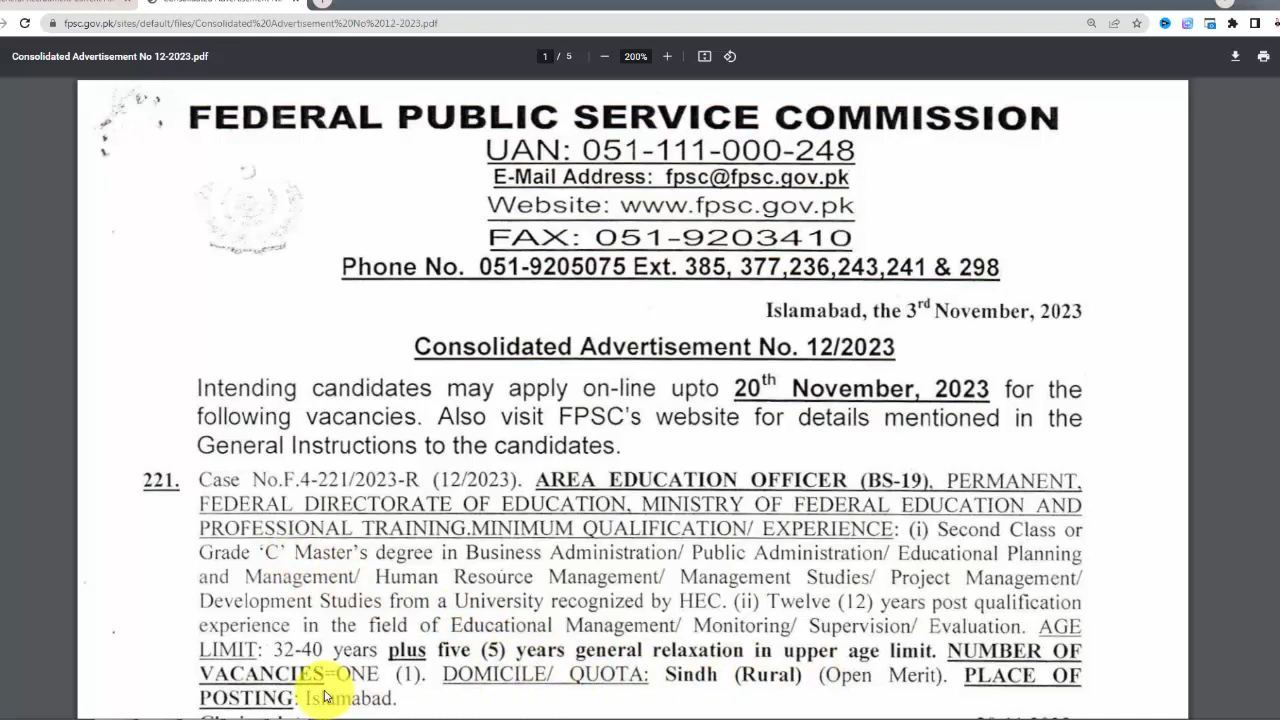 fpsc.gov.pk/sites/default/files/Consolidated%20Advertisement%20No%2012-2023.pdf
Consolidated Advertisement No 12-2023.pdf
1 / 5
200%
FEDERAL PUBLIC SERVICE COMMISSION
UAN: 051-111-000-248
E-Mail Address: fpsc@fpsc.gov.pk
Website: www.fpsc.gov.pk
FAX: 051-9203410
Phone No. 051-9205075 Ext. 385, 377,236,243,241 & 298
Islamabad, the 3rd November, 2023
Consolidated Advertisement No. 12/2023
Intending candidates may apply on-line upto 20th November, 2023 for the
following vacancies. Also visit FPSC's website for details mentioned in the
General Instructions to the candidates.
221. Case No.F.4-221/2023-R (12/2023). AREA EDUCATION OFFICER (BS-19), PERMANENT,
FEDERAL DIRECTORATE OF EDUCATION, MINISTRY OF FEDERAL EDUCATION AND
PROFESSIONAL TRAINING.MINIMUM QUALIFICATION/ EXPERIENCE: (i) Second Class or
Grade 'C' Master's degree in Business Administration/ Public Administration/ Educational Planning
and Management/ Human Resource Management/ Management Studies/ Project Management/
Development Studies from a University recognized by HEC. (ii) Twelve (12) years post qualification
experience in the field of Educational Management/ Monitoring/ Supervision/ Evaluation. AGE
LIMIT: 32-40 years plus five (5) years general relaxation in upper age limit. NUMBER OF
VACANCIES=ONE (1). DOMICILE/ QUOTA: Sindh (Rural) (Open Merit). PLACE OF
POSTING: Islamabad.